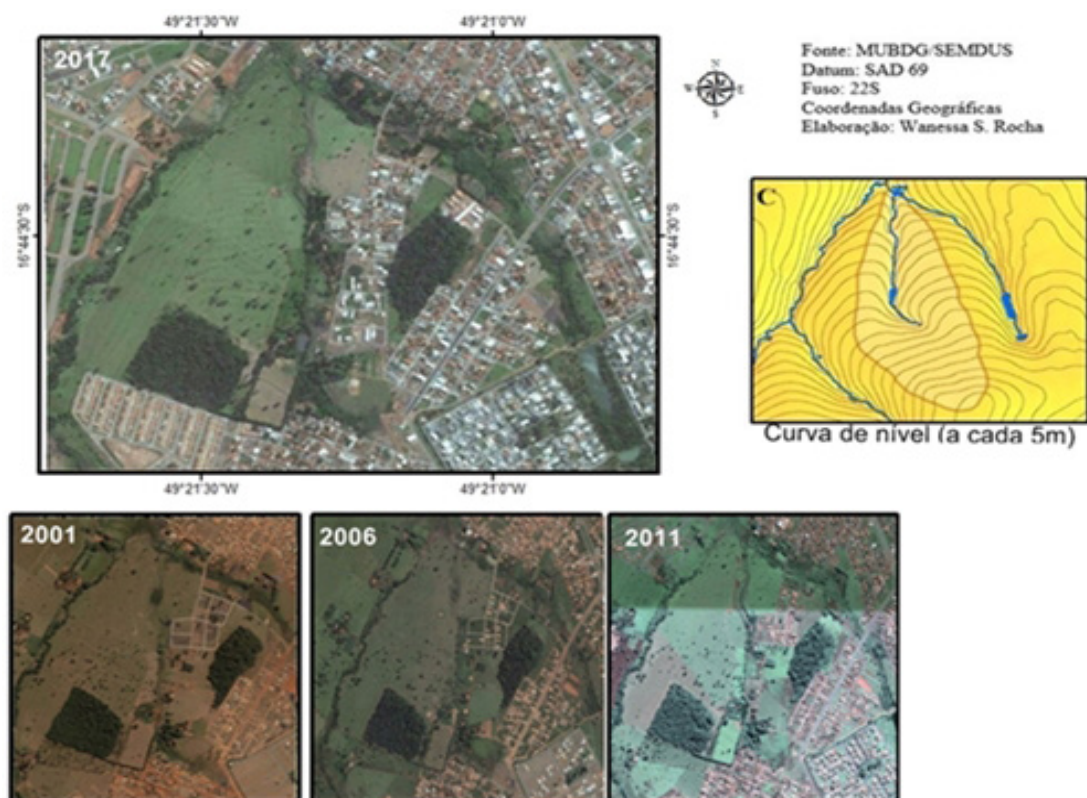 49°21'30"W
49°21'0"W
2017
16°44'30"S
16°44'30"S
49°21'30"W
49°21'0"W
N
W
E
S
Fonte: MUBDG/SEMDUS
Datum: SAD 69
Fuso: 22S
Coordenadas Geográficas
Elaboração: Wanessa S. Rocha
C
Curva de nível (a cada 5m)
2001
2006
2011